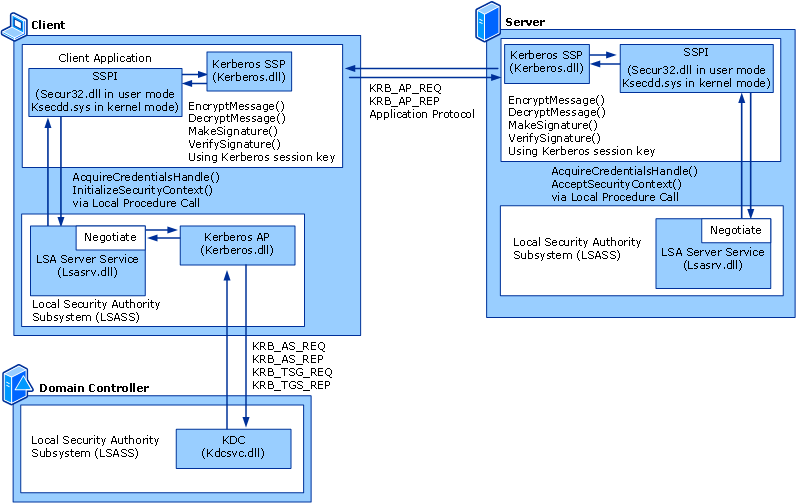 Client
Client Application
SSPI
(Secur32.dll in user mode
Ksecdd.sys in kernel mode)
Kerberos SSP
(Kerberos.dll)
EncryptMessage()
DecryptMessage()
MakeSignature()
VerifySignature()
Using Kerberos session key
AcquireCredentialsHandle()
InitializeSecurityContext()
via Local Procedure Call
Negotiate
LSA Server Service
(Lsasrv.dll)
Kerberos AP
(Kerberos.dll)
Local Security Authority
Subsystem (LSASS)
KRB_AP_REQ
KRB_AP_REP
Application Protocol
Server
Kerberos SSP
(Kerberos.dll)
SSPI
(Secur32.dll in user mode
Ksecdd.sys in kernel mode)
EncryptMessage()
DecryptMessage()
MakeSignature()
VerifySignature()
Using Kerberos session key
AcquireCredentialsHandle()
AcceptSecurityContext()
via Local Procedure Call
Local Security Authority
Subsystem (LSASS)
Negotiate
LSA Server Service
(Lsasrv.dll)
KRB_AS_REQ
KRB_AS_REP
KRB_TSG_REQ
KRB_TGS_REP
Domain Controller
Local Security Authority
Subsystem (LSASS)
KDC
(Kdcsvc.dll)